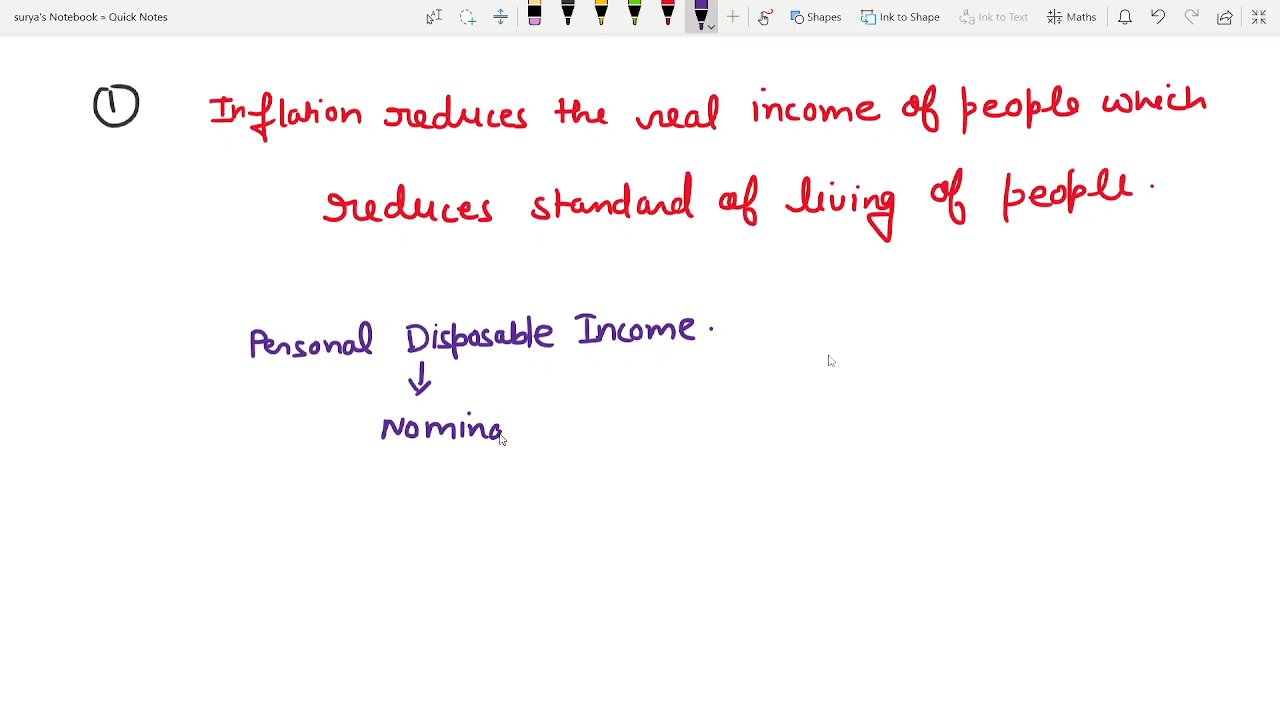 surya's Notebook » Quick Notes
Shapes Ink to Shape Ink to Text Maths
1 Inflation reduces the real income of people which
reduces standard of living of people.
Personal Disposable Income.
Nomina